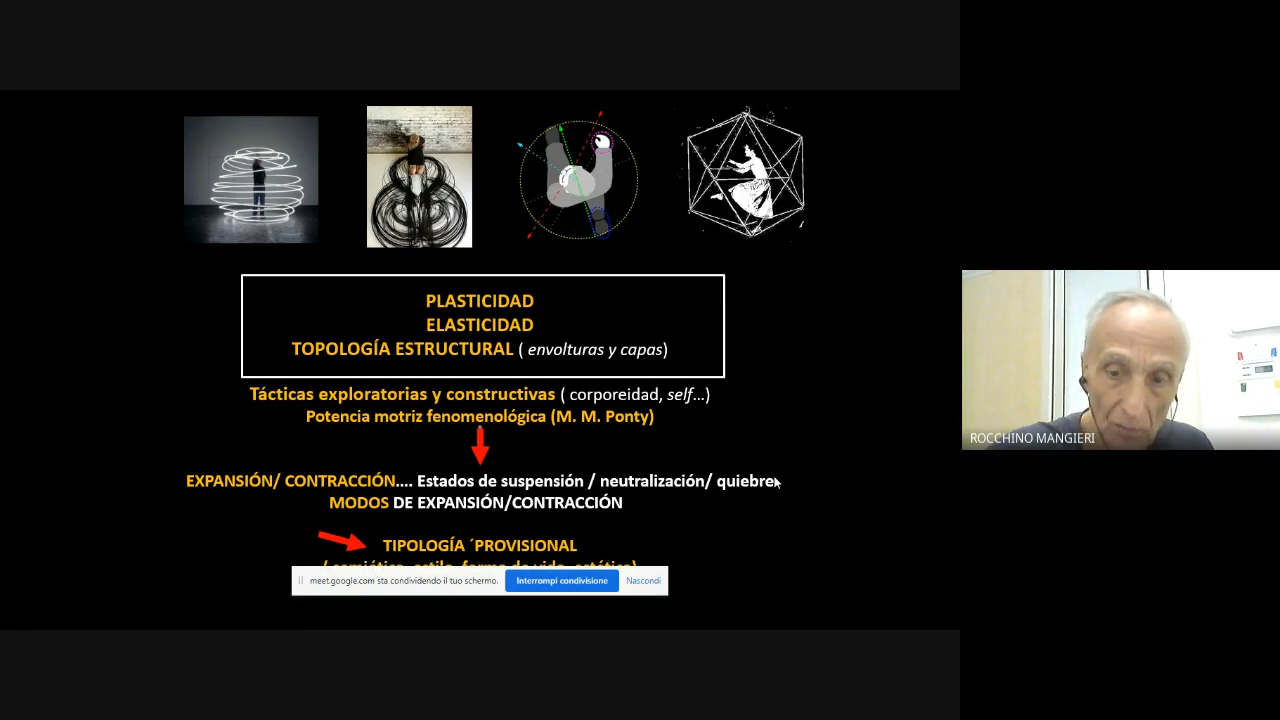 PLASTICIDAD
ELASTICIDAD
TOPOLOGÍA ESTRUCTURAL ( envolturas y capas)
Tácticas exploratorias y constructivas ( corporeidad, self…)
Potencia motriz fenomenológica (M. M. Ponty)
EXPANSIÓN/ CONTRACCIÓN…. Estados de suspensión / neutralización/ quiebre
MODOS DE EXPANSIÓN/CONTRACCIÓN
TIPOLOGÍA ´PROVISIONAL
meet.google.com sta condividendo il tuo schermo.
Interrompi condivisione
Nascondi
ROCCHINO MANGIERI